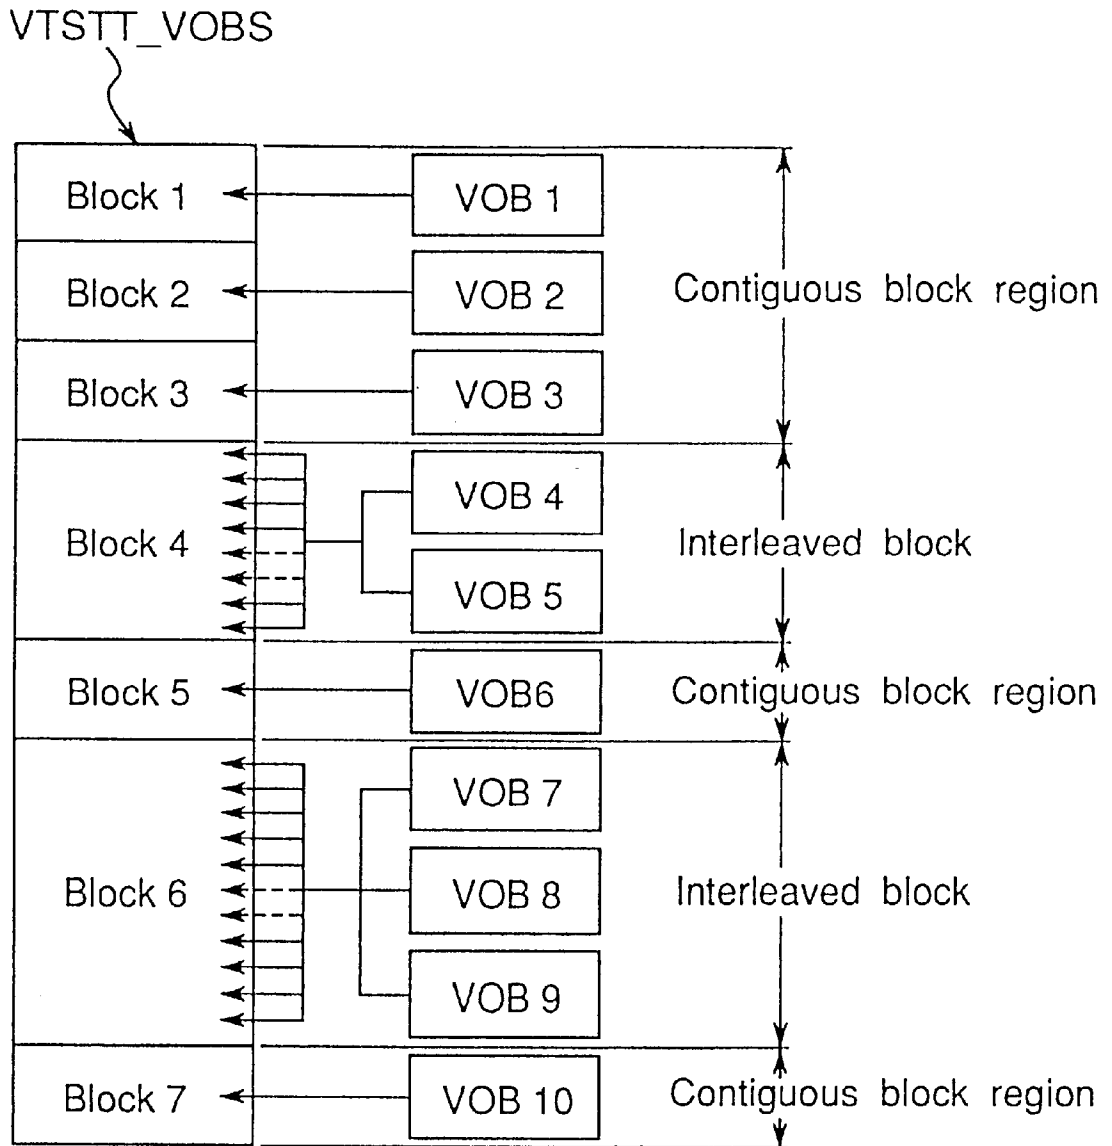 VTSTT_VOBS
Block 1
VOB 1
Block 2
VOB 2
Contiguous block region
Block 3
VOB 3
Block 4
VOB 4
Interleaved block
VOB 5
Block 5
VOB6
Contiguous block region
VOB 7
Block 6
VOB 8
Interleaved block
VOB 9
Block 7
VOB 10
Contiguous block region